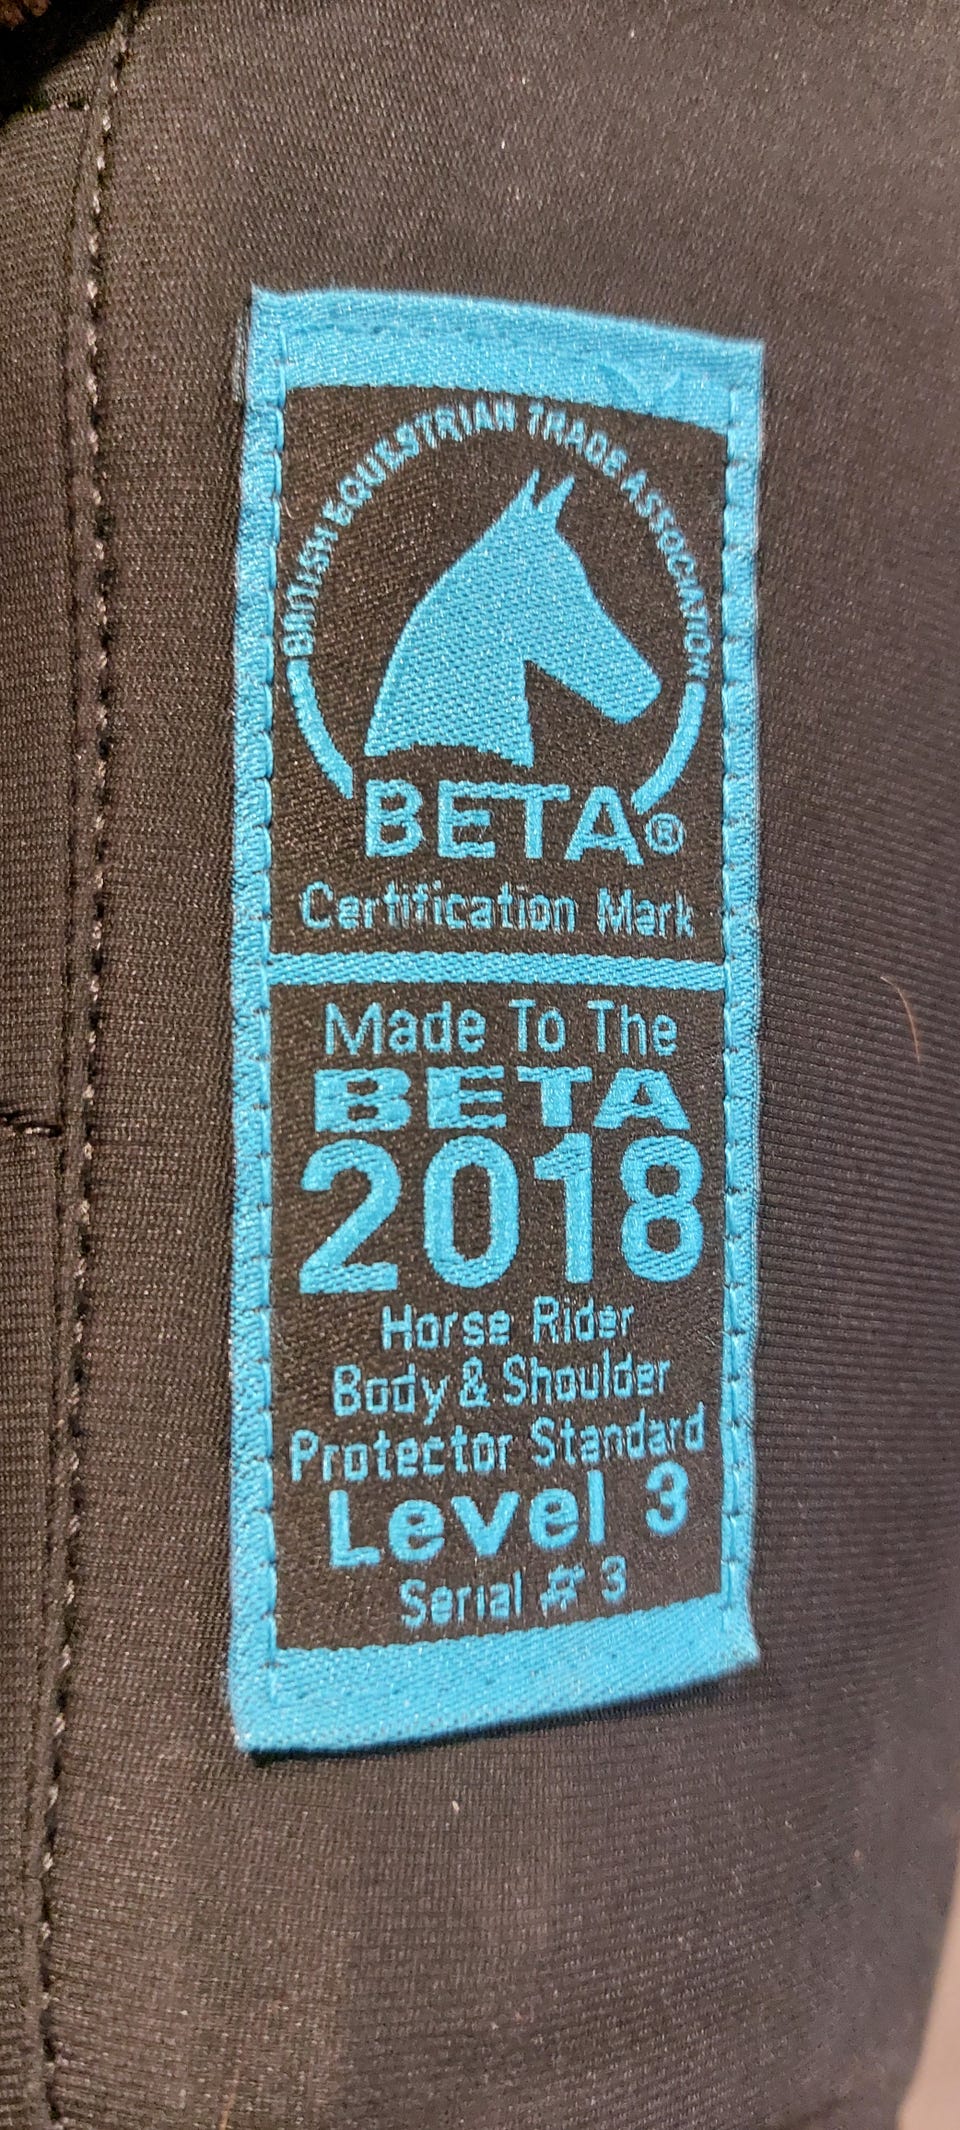 BRITISH EQUESTRIAN TRADE ASSOCIATION
BETA®
Certification Mark
Made To The
BETA
2018
Horse Rider
Body & Shoulder
Protector Standard
Level 3
Serial # 3